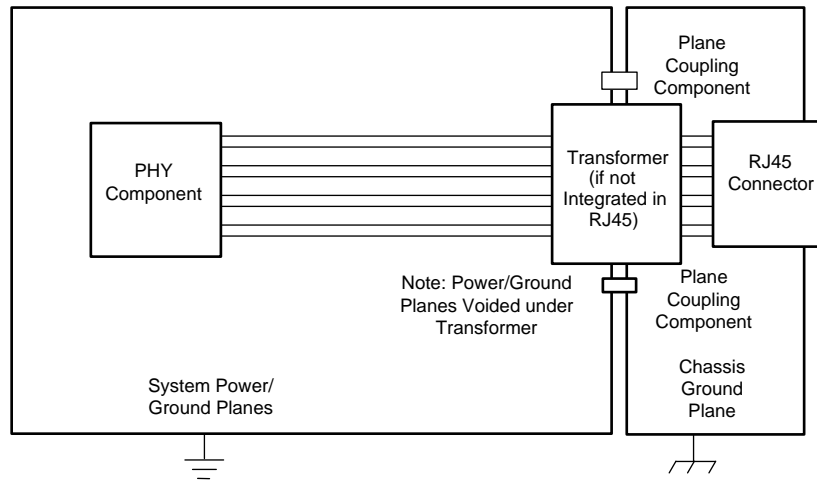 Plane
Coupling
Component
PHY
Component
Transformer
(if not
Integrated in
RJ45)
RJ45
Connector
Note: Power/Ground
Planes Voided under
Transformer
Plane
Coupling
Component
System Power/
Ground Planes
Chassis
Ground
Plane